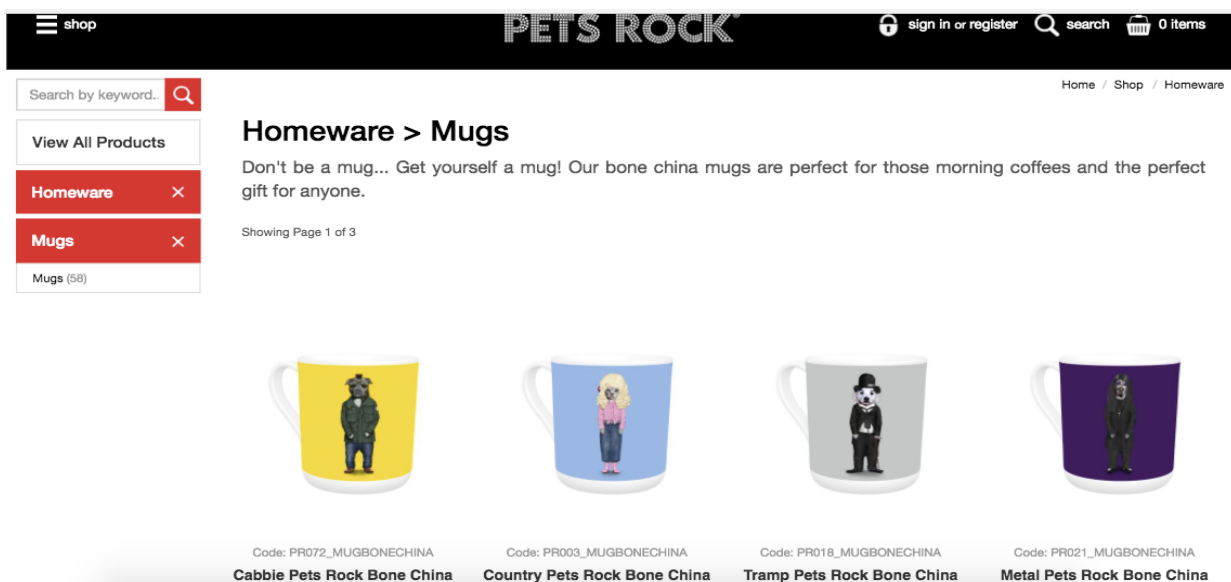 shop
PETS ROCK®
sign in or register
search
0 items
Search by keyword..
Home / Shop / Homeware
View All Products
Homeware > Mugs
Don't be a mug... Get yourself a mug! Our bone china mugs are perfect for those morning coffees and the perfect
gift for anyone.
Homeware ×
Showing Page 1 of 3
Mugs ×
Mugs (58)
Code: PR072_MUGBONECHINA
Code: PR003_MUGBONECHINA
Code: PR018_MUGBONECHINA
Code: PR021_MUGBONECHINA
Cabbie Pets Rock Bone China
Country Pets Rock Bone China
Tramp Pets Rock Bone China
Metal Pets Rock Bone China